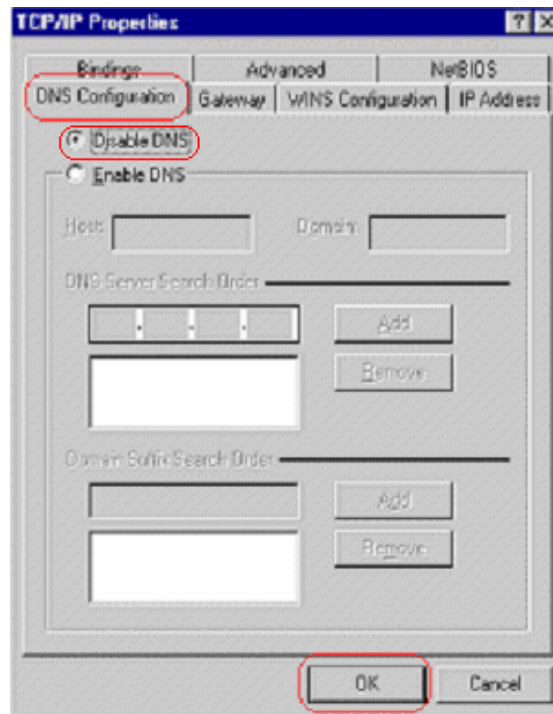 TCP/IP Properties
Bindings Advanced NetBIOS
DNS Configuration Gateway WINS Configuration IP Address
Disable DNS
Enable DNS
Host: Domain:
DNS Server Search Order
Add
Remove
Domain Suffix Search Order
Add
Remove
OK Cancel